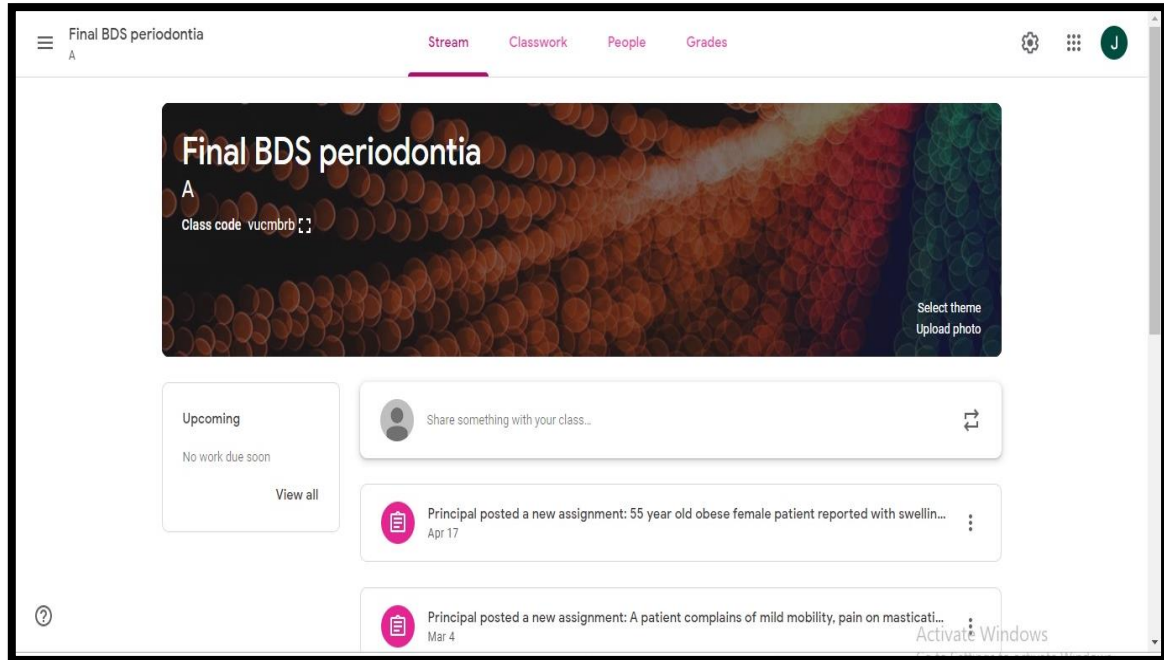 Final BDS periodontia
A
Stream Classwork People Grades
J
Final BDS periodontia
A
Class code vucmbrb
Select theme
Upload photo
Upcoming
No work due soon
View all
Share something with your class...
Principal posted a new assignment: 55 year old obese female patient reported with swellin...
Apr 17
Principal posted a new assignment: A patient complains of mild mobility, pain on masticati...
Mar 4
Activate Windows